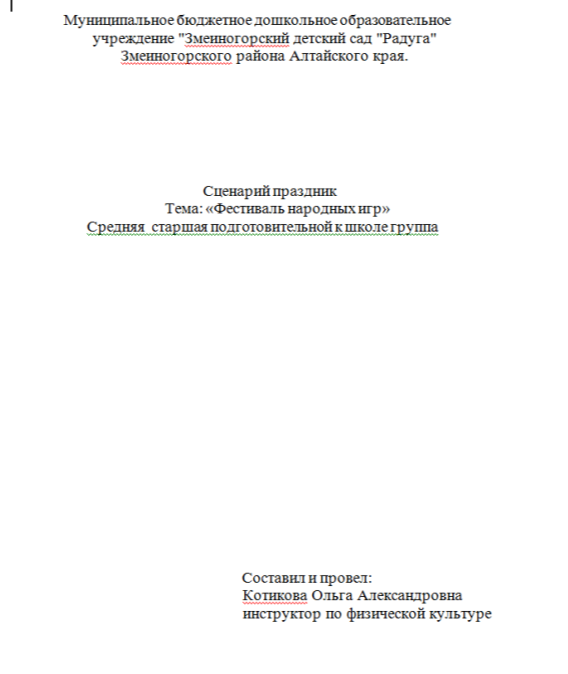 Муниципальное бюджетное дошкольное образовательное
учреждение "Змеиногорский детский сад "Радуга"
Змеиногорского района Алтайского края.
Сценарий праздник
Тема: «Фестиваль народных игр»
Средняя старшая подготовительной к школе группа
Составил и провел:
Котикова Ольга Александровна
инструктор по физической культуре